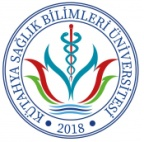 KÜTAHYA SAĞLIK BİLİMLERİ ÜNİVERSİTESİ
2018